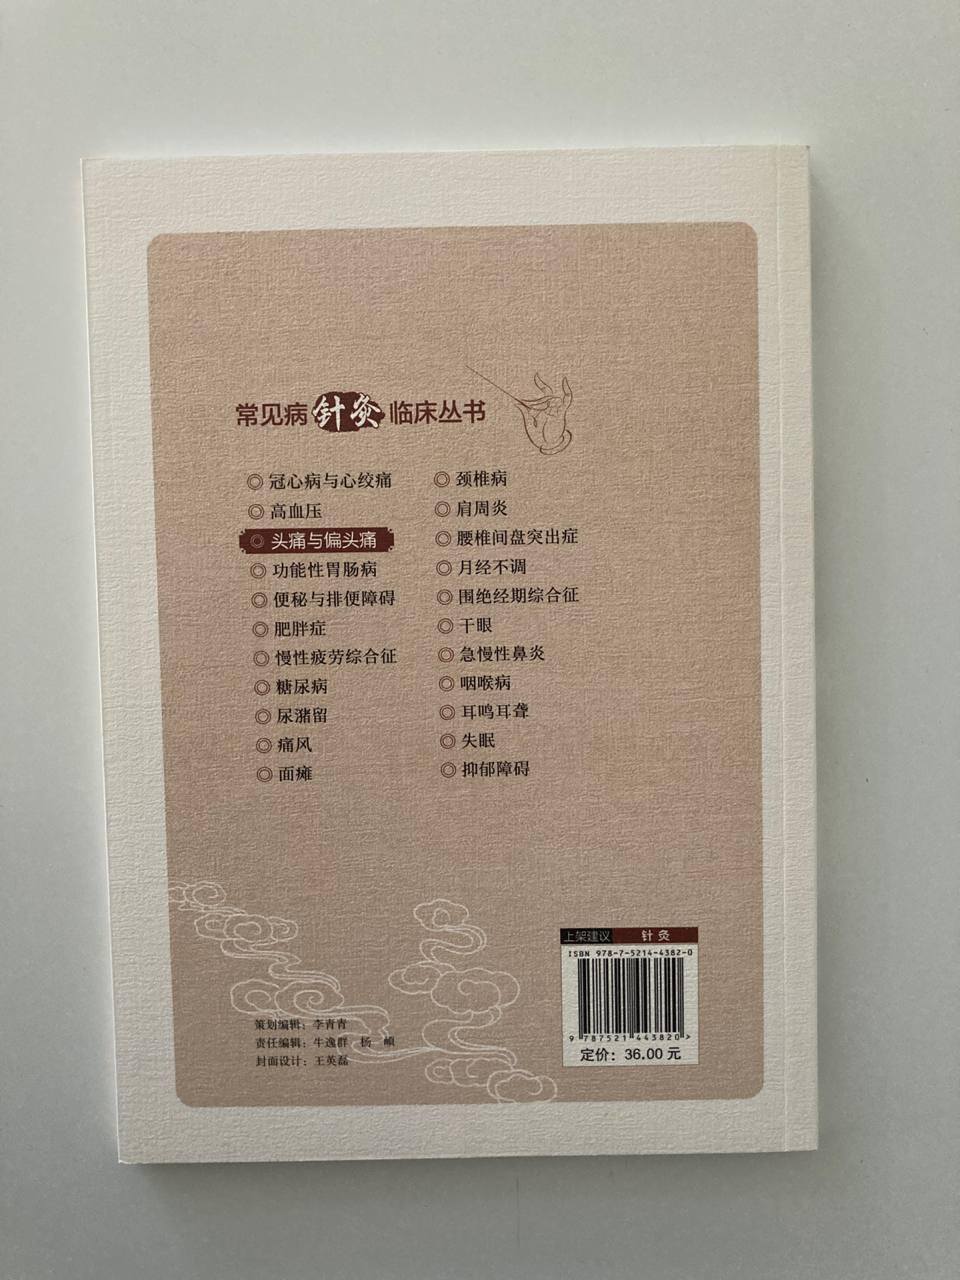 常见病针灸临床丛书
◎ 冠心病与心绞痛
◎ 高血压
◎ 头痛与偏头痛
◎ 功能性胃肠病
◎ 便秘与排便障碍
◎ 肥胖症
◎ 慢性疲劳综合征
◎ 糖尿病
◎ 尿潴留
◎ 痛风
◎ 面瘫
◎ 颈椎病
◎ 肩周炎
◎ 腰椎间盘突出症
◎ 月经不调
◎ 围绝经期综合征
◎ 干眼
◎ 急慢性鼻炎
◎ 咽喉病
◎ 耳鸣耳聋
◎ 失眠
◎ 抑郁障碍
策划编辑：李青青
责任编辑：牛逸群 杨
封面设计：王英磊
上架建议 针灸
ISBN 978-7-5214-4382-0
9 787521 443820 >
定价：36.00 元